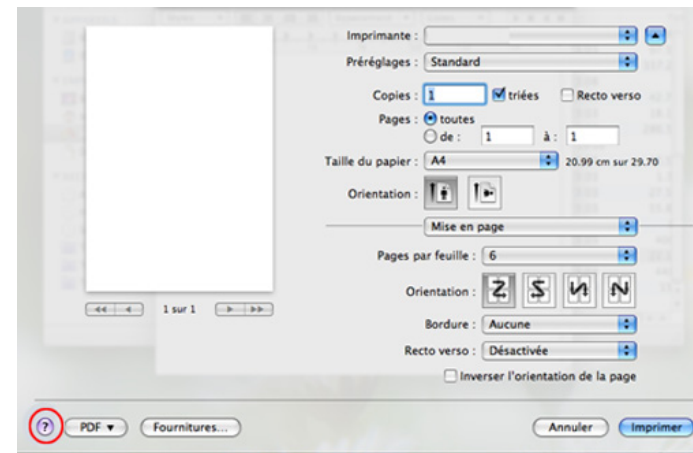 Imprimante :
Préréglages : Standard
Copies : 1 triées Recto verso
Pages : toutes
de : 1 à : 1
Taille du papier : A4 20.99 cm sur 29.70
Orientation :
Mise en page
Pages par feuille : 6
Orientation :
1 sur 1
Bordure : Aucune
Recto verso : Désactivée
Inverser l'orientation de la page
? PDF Fournitures... Annuler Imprimer